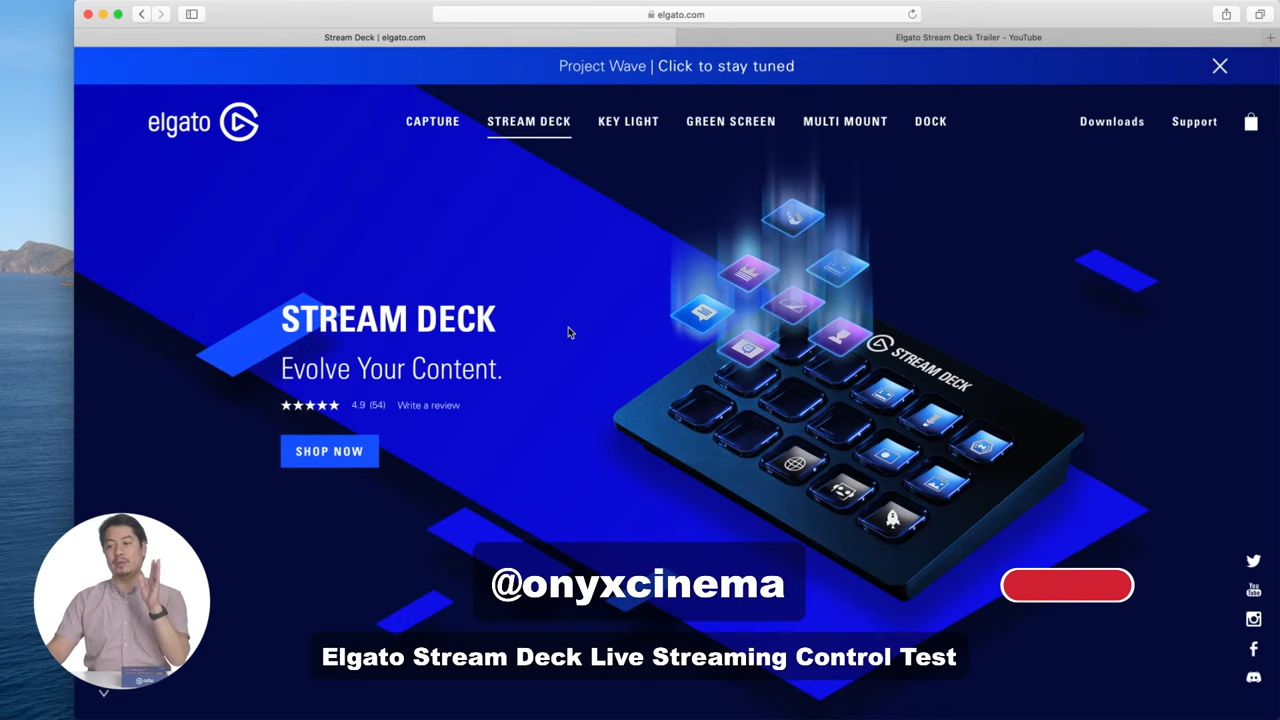 elgato.com
Stream Deck | elgato.com
Elgato Stream Deck Trailer - YouTube
Project Wave | Click to stay tuned
elgato
CAPTURE
STREAM DECK
KEY LIGHT
GREEN SCREEN
MULTI MOUNT
DOCK
Downloads
Support
STREAM DECK
Evolve Your Content.
4.9 (54) Write a review
SHOP NOW
STREAM DECK
@onyxcinema
Elgato Stream Deck Live Streaming Control Test
You
Tube